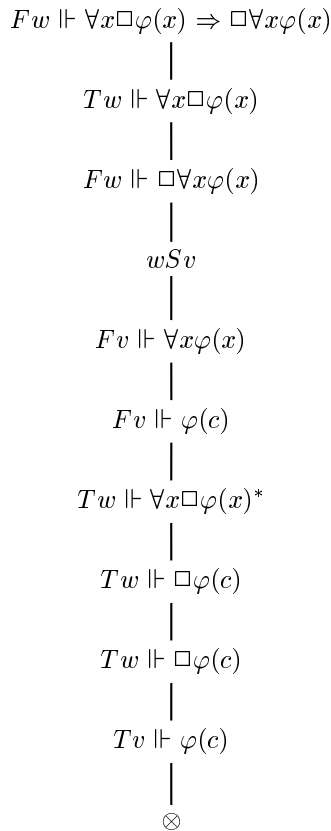 Fw ⊩ ∀x□φ(x) ⇒ □∀xφ(x)
Tw ⊩ ∀x□φ(x)
Fw ⊩ □∀xφ(x)
wSv
Fv ⊩ ∀xφ(x)
Fv ⊩ φ(c)
Tw ⊩ ∀x□φ(x)*
Tw ⊩ □φ(c)
Tw ⊩ □φ(c)
Tv ⊩ φ(c)
⊗